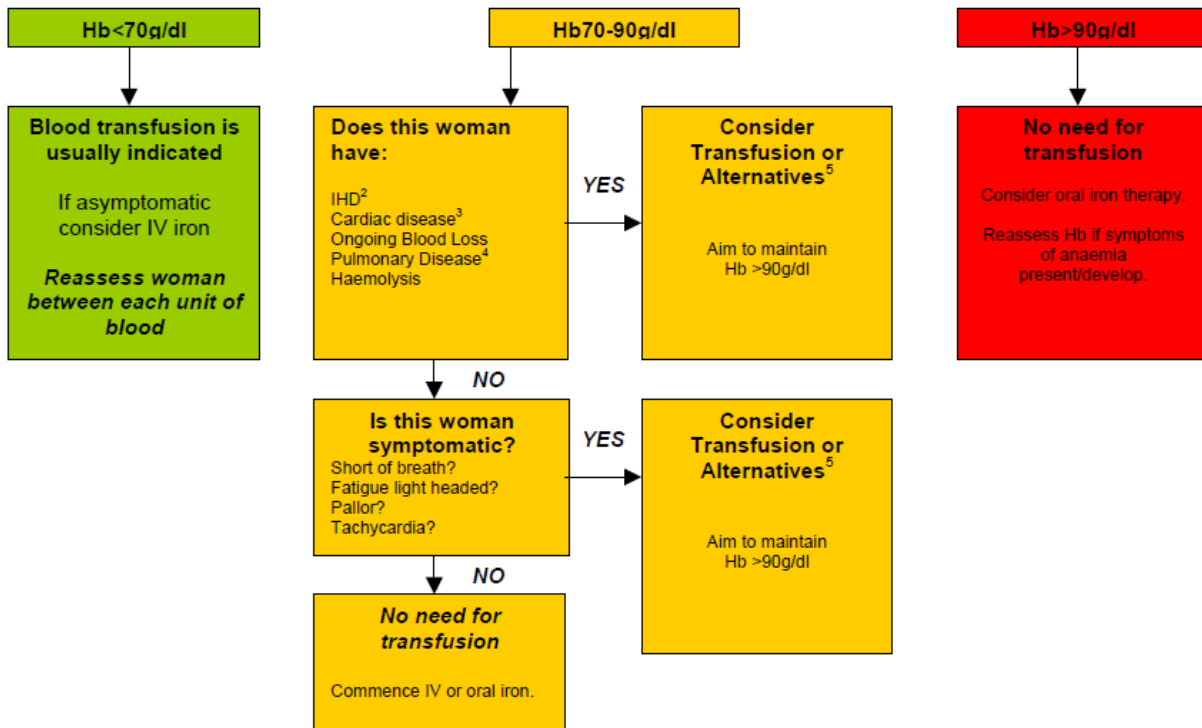 Hb<70g/dl
Blood transfusion is
usually indicated
If asymptomatic
consider IV iron
Reassess woman
between each unit of
blood
Hb70-90g/dl
Does this woman
have:
IHD²
Cardiac disease³
Ongoing Blood Loss
Pulmonary Disease⁴
Haemolysis
YES
Consider
Transfusion or
Alternatives⁵
Aim to maintain
Hb >90g/dl
NO
Is this woman
symptomatic?
Short of breath?
Fatigue light headed?
Pallor?
Tachycardia?
YES
Consider
Transfusion or
Alternatives⁵
Aim to maintain
Hb >90g/dl
NO
No need for
transfusion
Commence IV or oral iron.
Hb>90g/dl
No need for
transfusion
Consider oral iron therapy.
Reassess Hb if symptoms
of anaemia
present/develop.